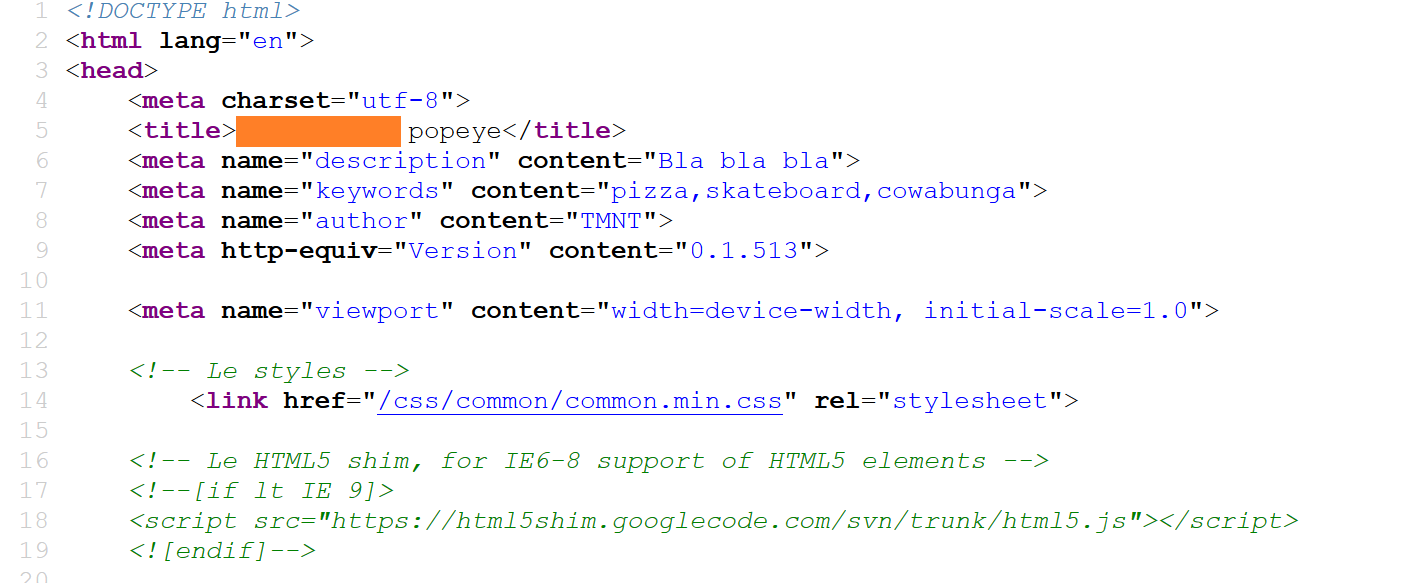 1 <!DOCTYPE html>
2 <html lang="en">
3 <head>
4 <meta charset="utf-8">
5 <title> popeye</title>
6 <meta name="description" content="Bla bla bla">
7 <meta name="keywords" content="pizza,skateboard,cowabunga">
8 <meta name="author" content="TMNT">
9 <meta http-equiv="Version" content="0.1.513">
10
11 <meta name="viewport" content="width=device-width, initial-scale=1.0">
12
13 <!-- Le styles -->
14 <link href="/css/common/common.min.css" rel="stylesheet">
15
16 <!-- Le HTML5 shim, for IE6-8 support of HTML5 elements -->
17 <!--[if lt IE 9]>
18 <script src="https://html5shim.googlecode.com/svn/trunk/html5.js"></script>
19 <![endif]-->
20